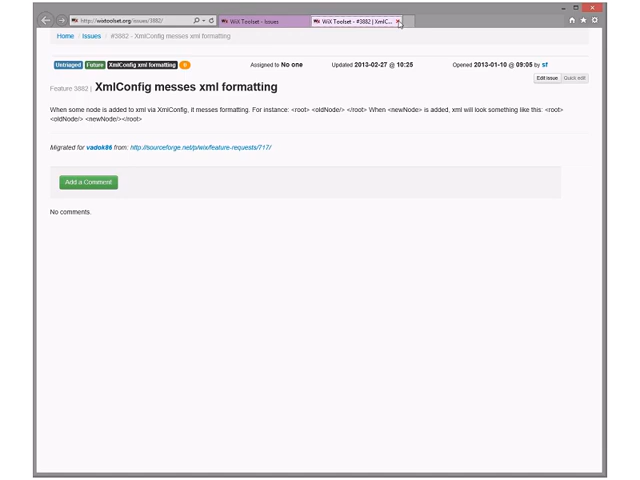 http://wixtoolset.org/issues/3882/
WiX Toolset - Issues
WiX Toolset - #3882 | XmlC...
Home / Issues / #3882 - XmlConfig messes xml formatting
Untriaged Future XmlConfig xml formatting 0 Assigned to No one Updated 2013-02-27 @ 10:25 Opened 2013-01-10 @ 09:05 by sf
Edit issue Quick edit
Feature 3882 | XmlConfig messes xml formatting
When some node is added to xml via XmlConfig, it messes formatting. For instance: <root> <oldNode/> </root> When <newNode> is added, xml will look something like this: <root>
<oldNode/> <newNode/></root>
Migrated for vadok86 from: http://sourceforge.net/p/wix/feature-requests/717/
Add a Comment
No comments.